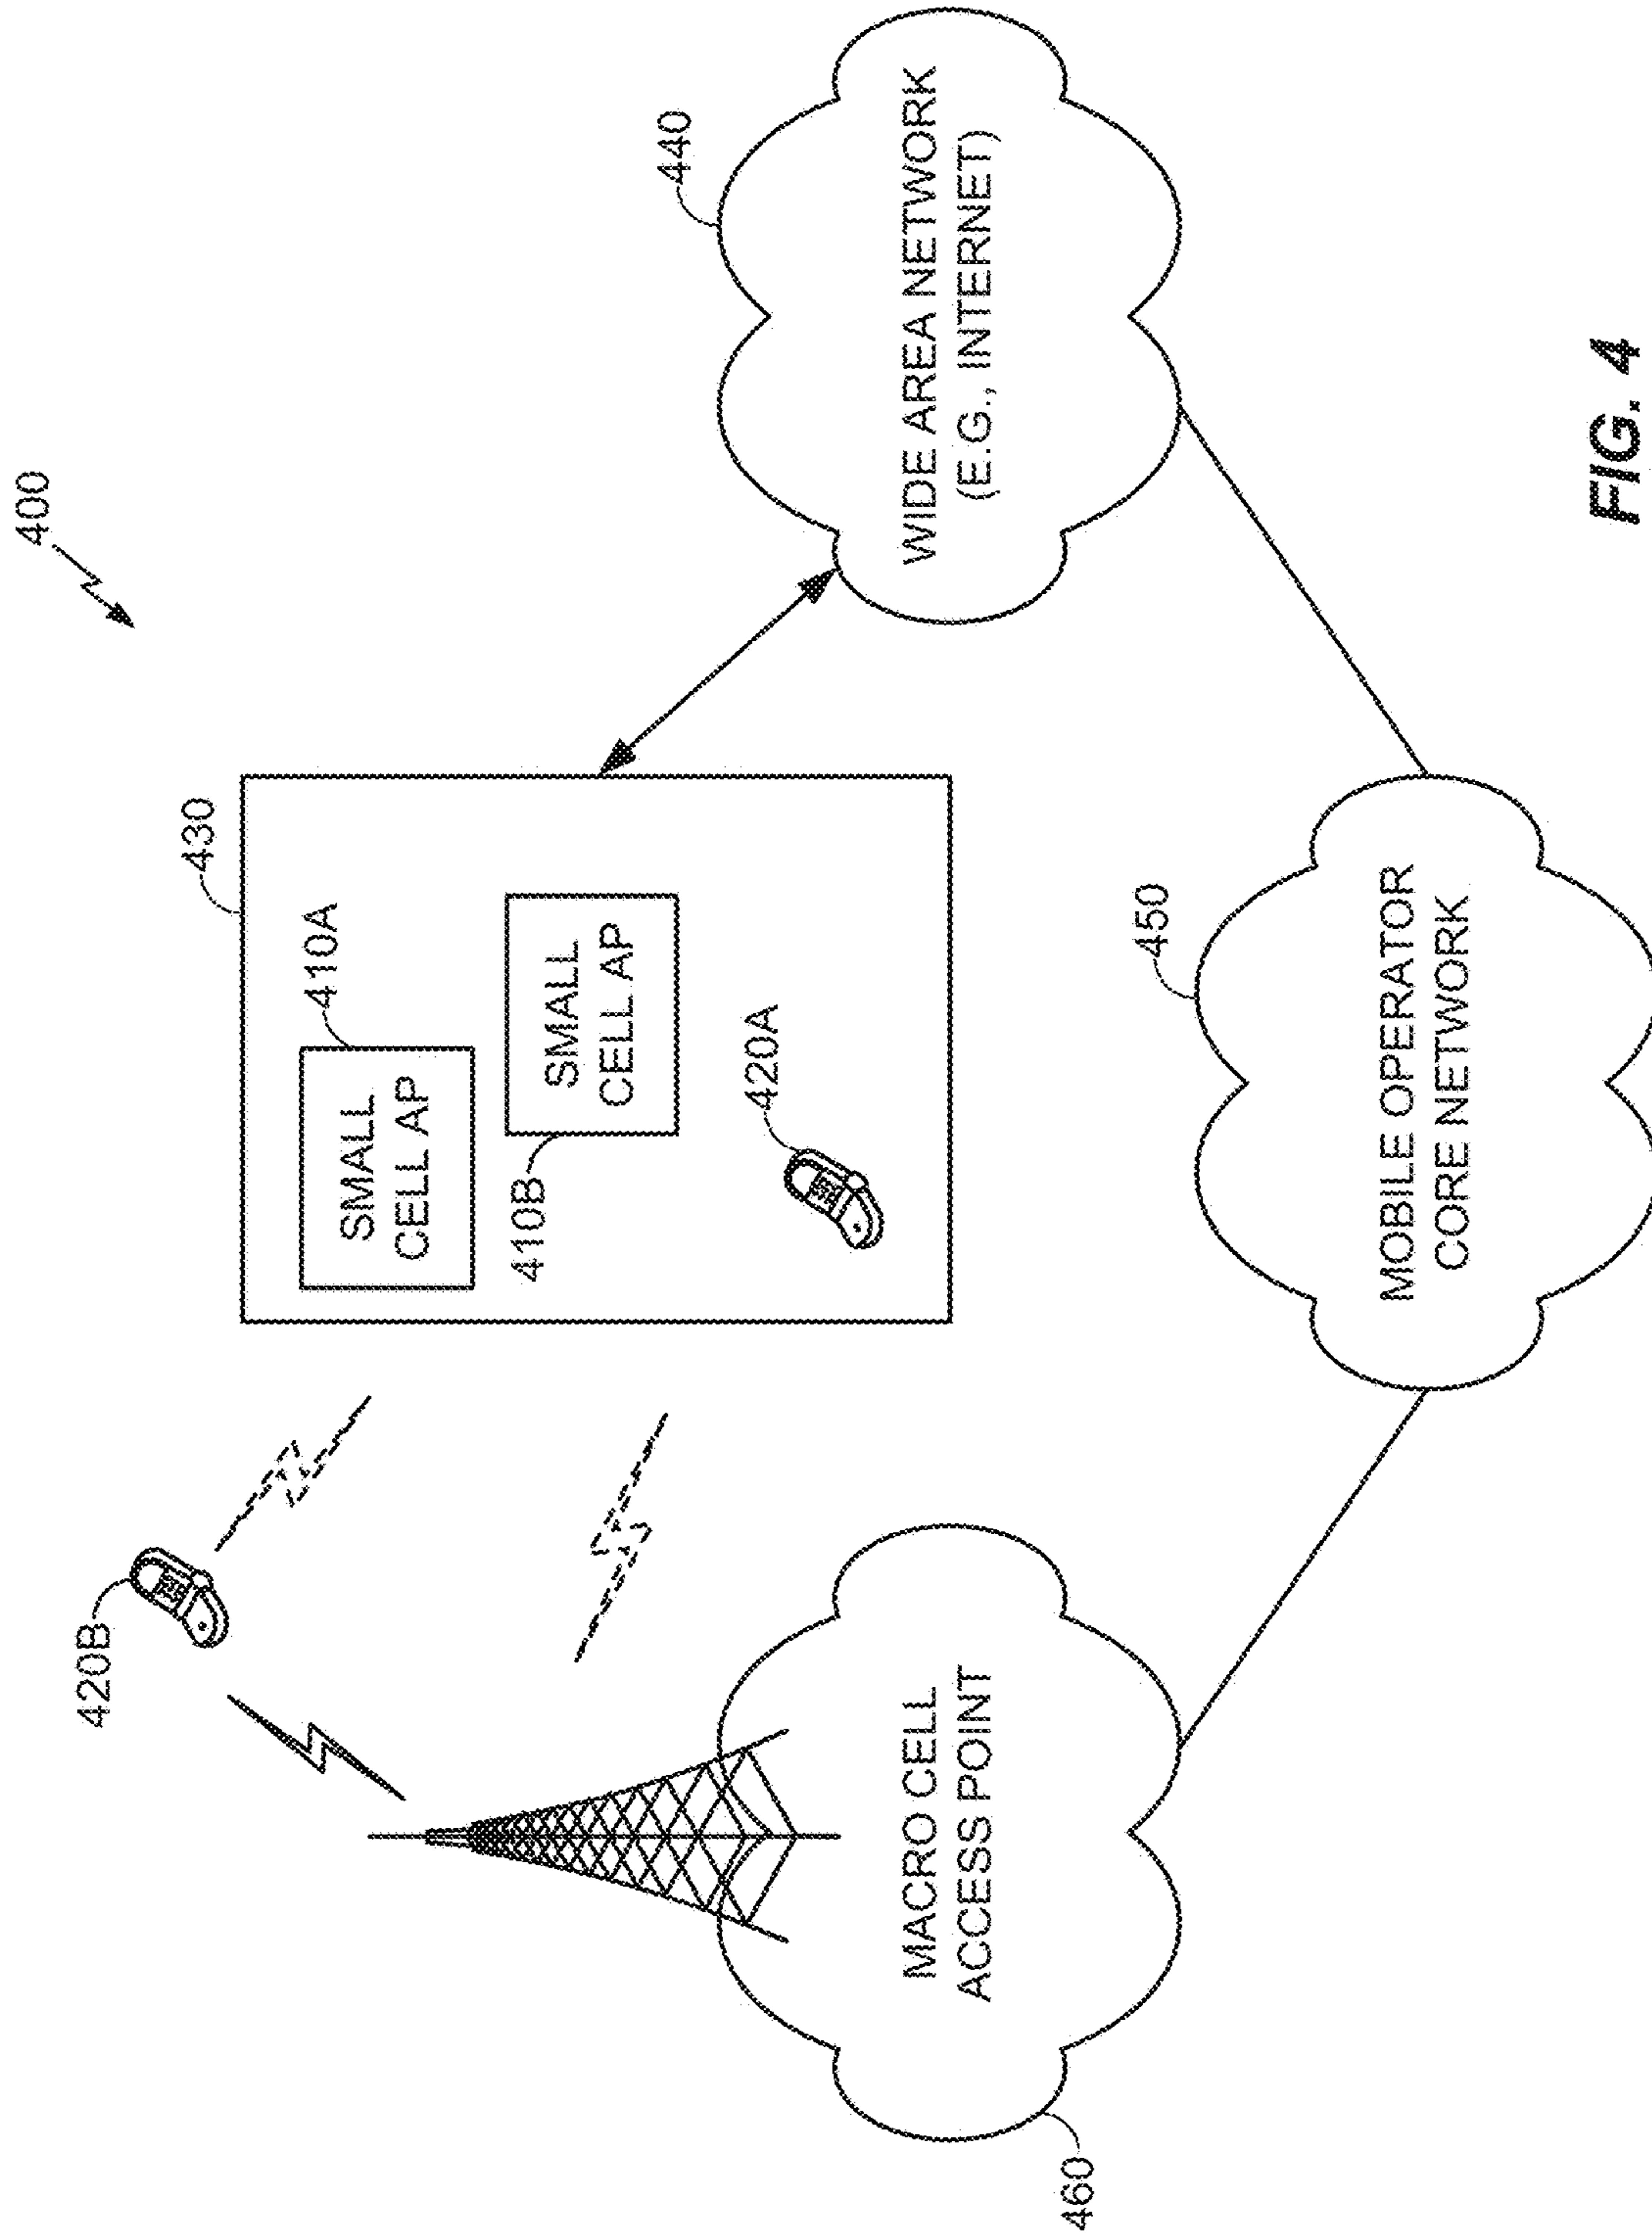 400
420B
430
SMALL
CELL AP
410A
410B
SMALL
CELL AP
420A
440
WIDE AREA NETWORK
(E.G., INTERNET)
MACRO CELL
ACCESS POINT
460
450
MOBILE OPERATOR
CORE NETWORK
FIG. 4